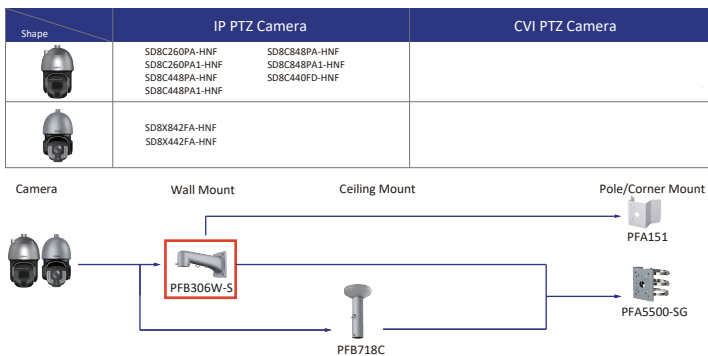 Shape
IP PTZ Camera
CVI PTZ Camera
SD8C260PA-HNF SD8C848PA-HNF
SD8C260PA1-HNF SD8C848PA1-HNF
SD8C448PA-HNF SD8C440FD-HNF
SD8C448PA1-HNF
SD8X842FA-HNF
SD8X442FA-HNF
Camera Wall Mount Ceiling Mount Pole/Corner Mount
PFA151
PFB306W-S
PFA5500-SG
PFB718C